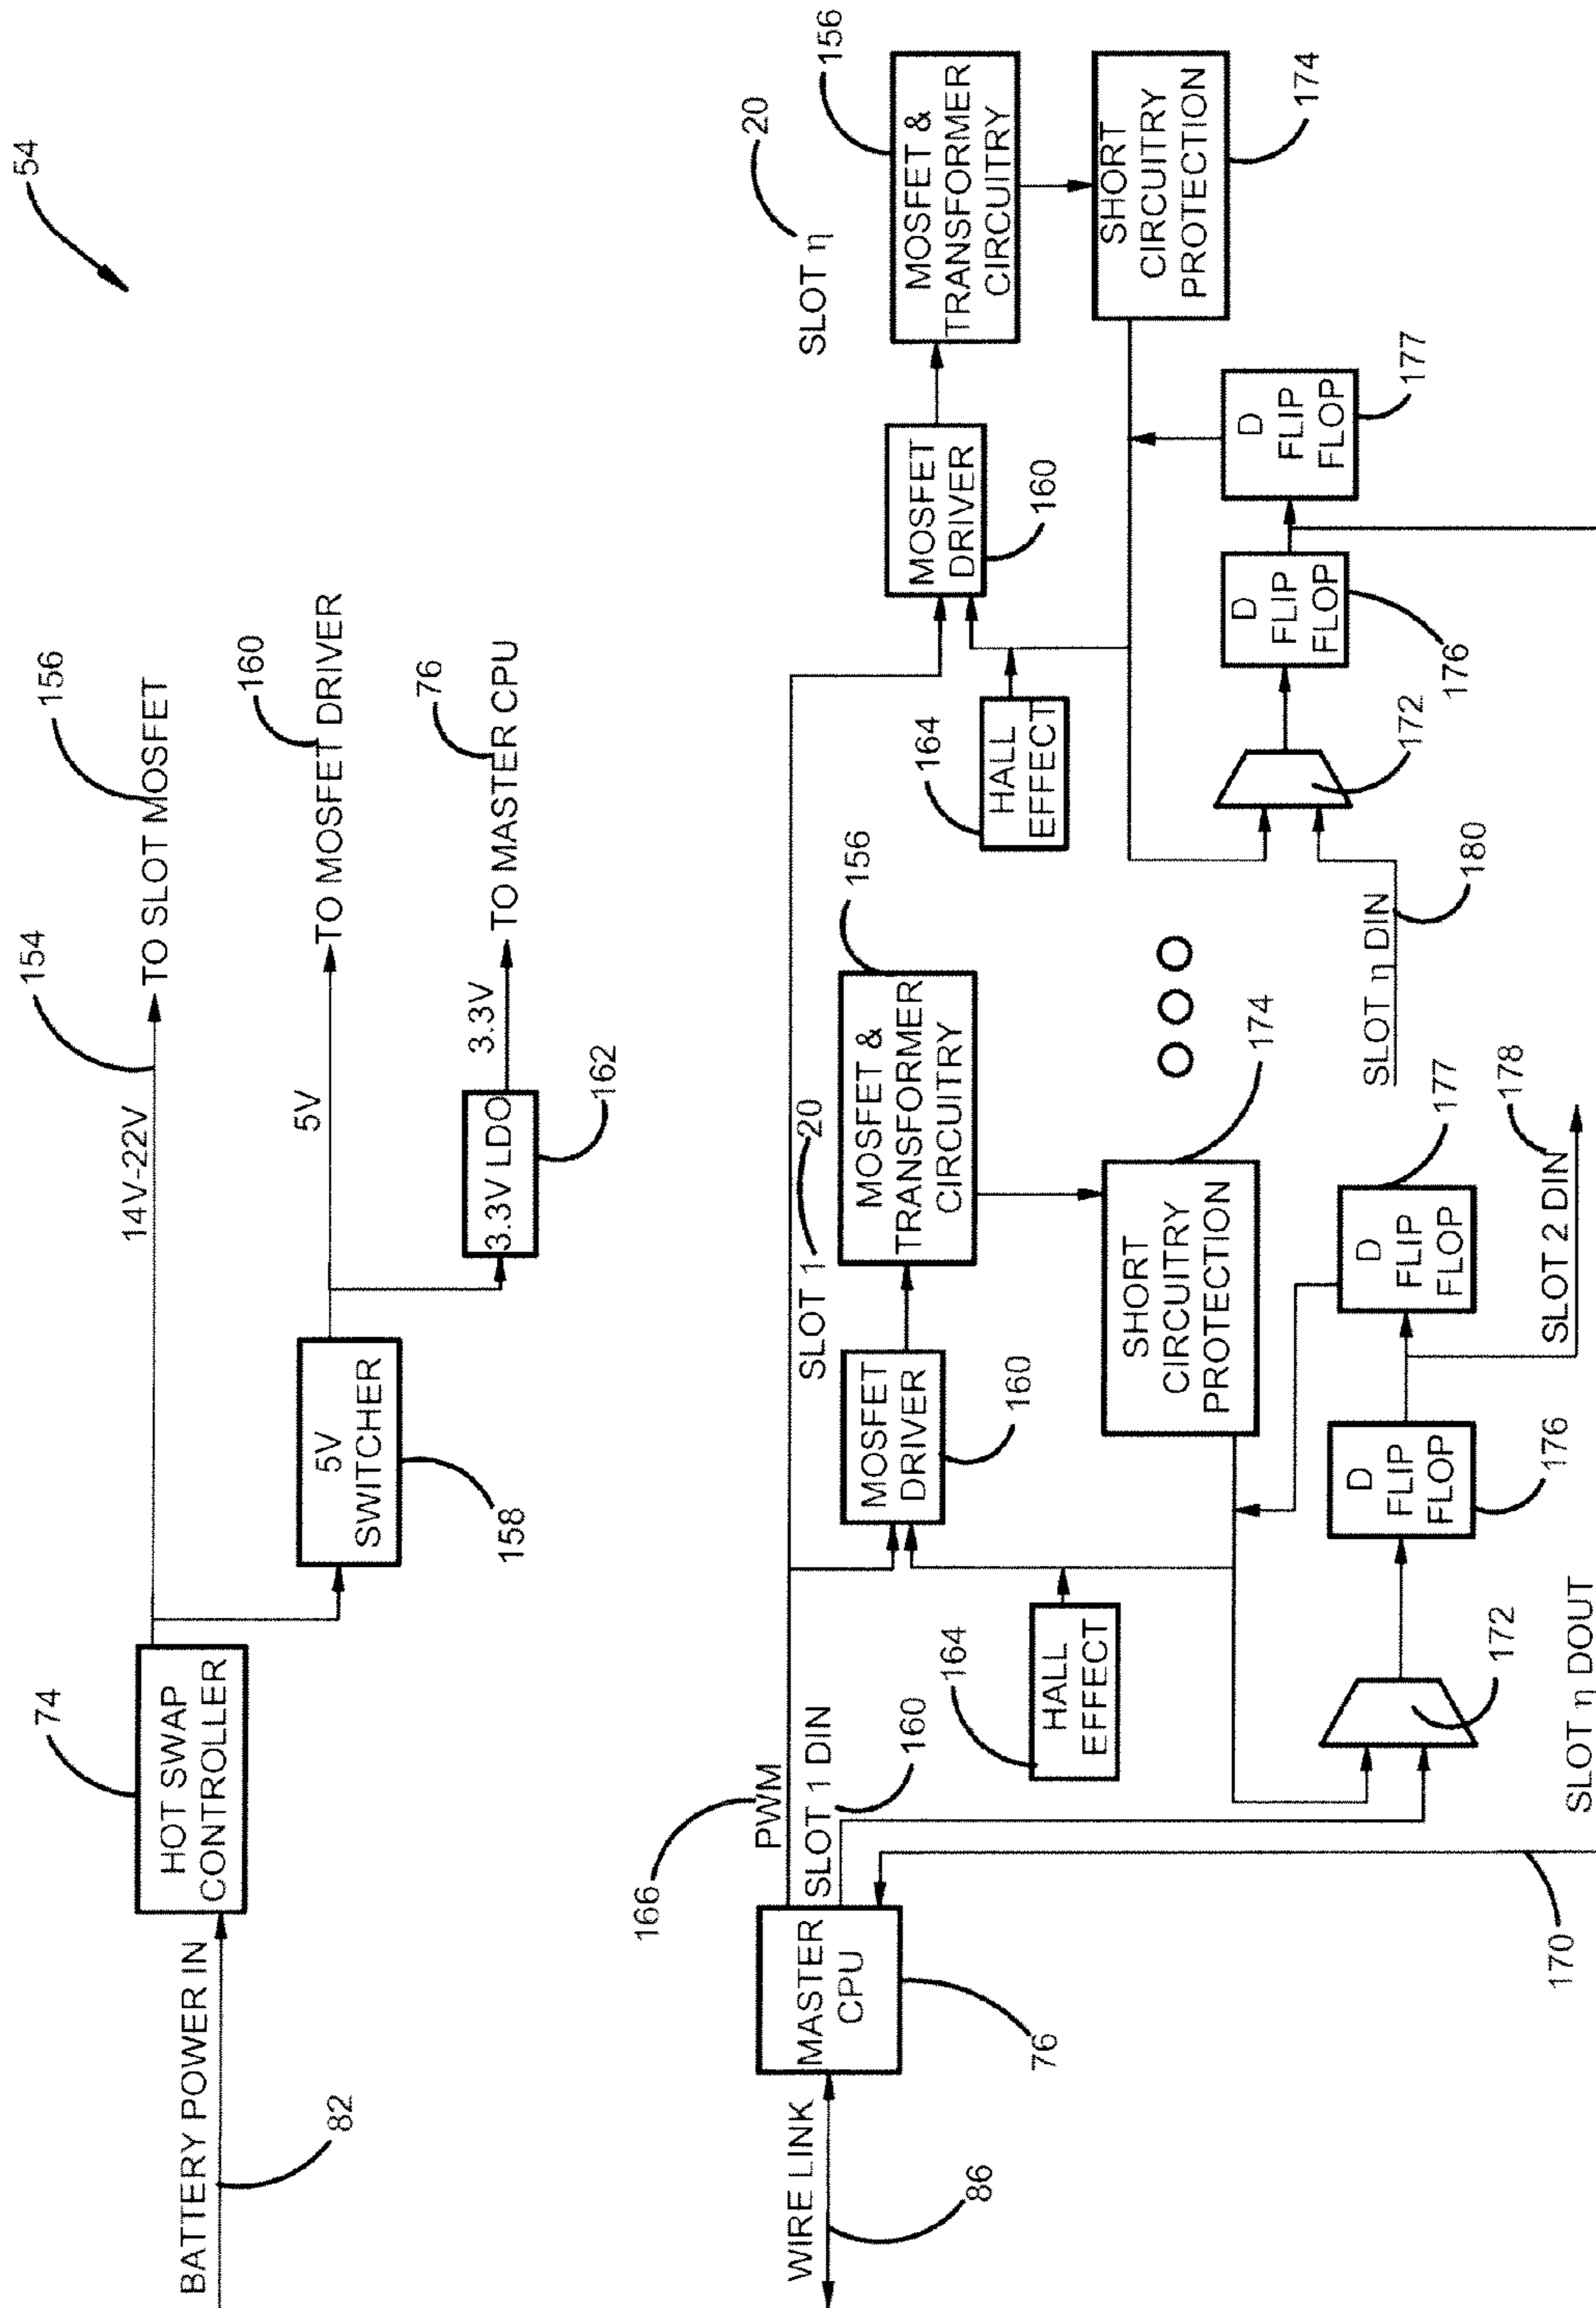 54
BATTERY POWER IN
82
74
HOT SWAP
CONTROLLER
14V-22V
154
TO SLOT MOSFET
156
5V
SWITCHER
158
5V
TO MOSFET DRIVER
160
3.3V LDO
162
3.3V
TO MASTER CPU
76
WIRE LINK
86
MASTER
CPU
76
166
PWM
SLOT 1 DIN
160
170
SLOT η DOUT
SLOT 1
20
MOSFET
DRIVER
160
MOSFET &
TRANSFORMER
CIRCUITRY
156
164
HALL
EFFECT
SHORT
CIRCUITRY
PROTECTION
174
172
D
FLIP
FLOP
176
D
FLIP
FLOP
177
SLOT 2 DIN
178
SLOT η
20
MOSFET
DRIVER
160
MOSFET &
TRANSFORMER
CIRCUITRY
156
164
HALL
EFFECT
SHORT
CIRCUITRY
PROTECTION
174
SLOT η DIN
180
172
D
FLIP
FLOP
176
D
FLIP
FLOP
177